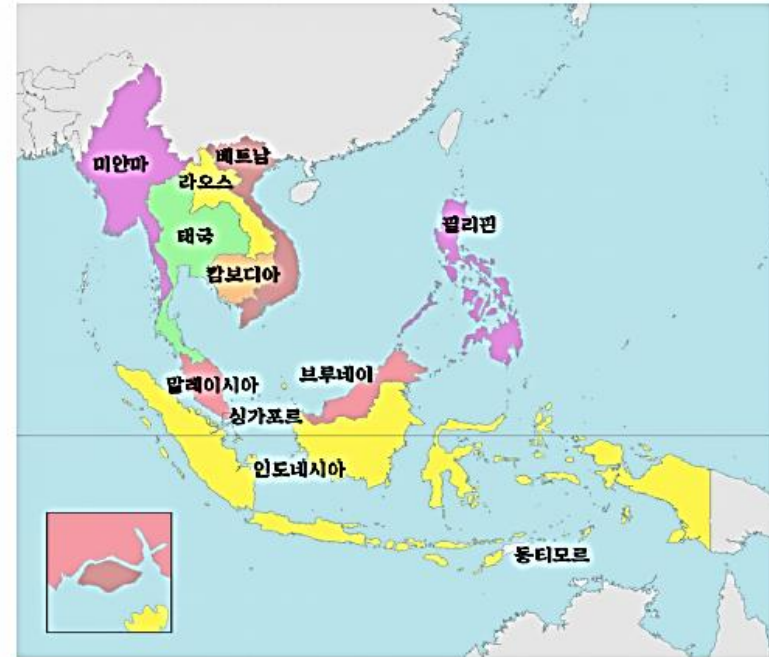 베트남
미얀마
라오스
필리핀
태국
캄보디아
브루네이
말레이시아
싱가포르
인도네시아
동티모르